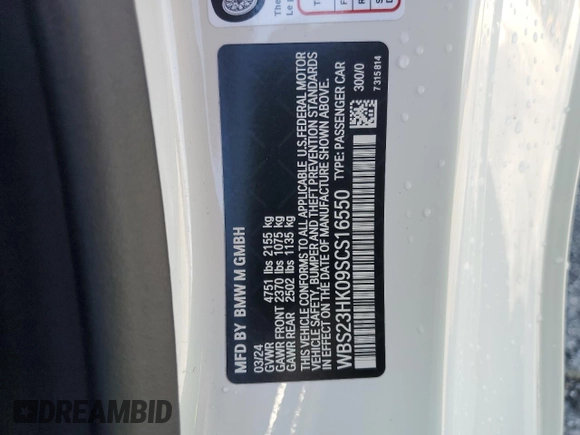 MFD BY BMW M GMBH
03/24
GVWR 4751 lbs 2155 kg
GAWR FRONT 2370 lbs 1075 kg
GAWR REAR 2502 lbs 1135 kg
THIS VEHICLE CONFORMS TO ALL APPLICABLE U.S.FEDERAL MOTOR
VEHICLE SAFETY, BUMPER AND THEFT PREVENTION STANDARDS
IN EFFECT ON THE DATE OF MANUFACTURE SHOWN ABOVE.
WBS23HK09SCS16550 TYPE: PASSENGER CAR
300/0
7 315 814
The
Le
DREAMBID